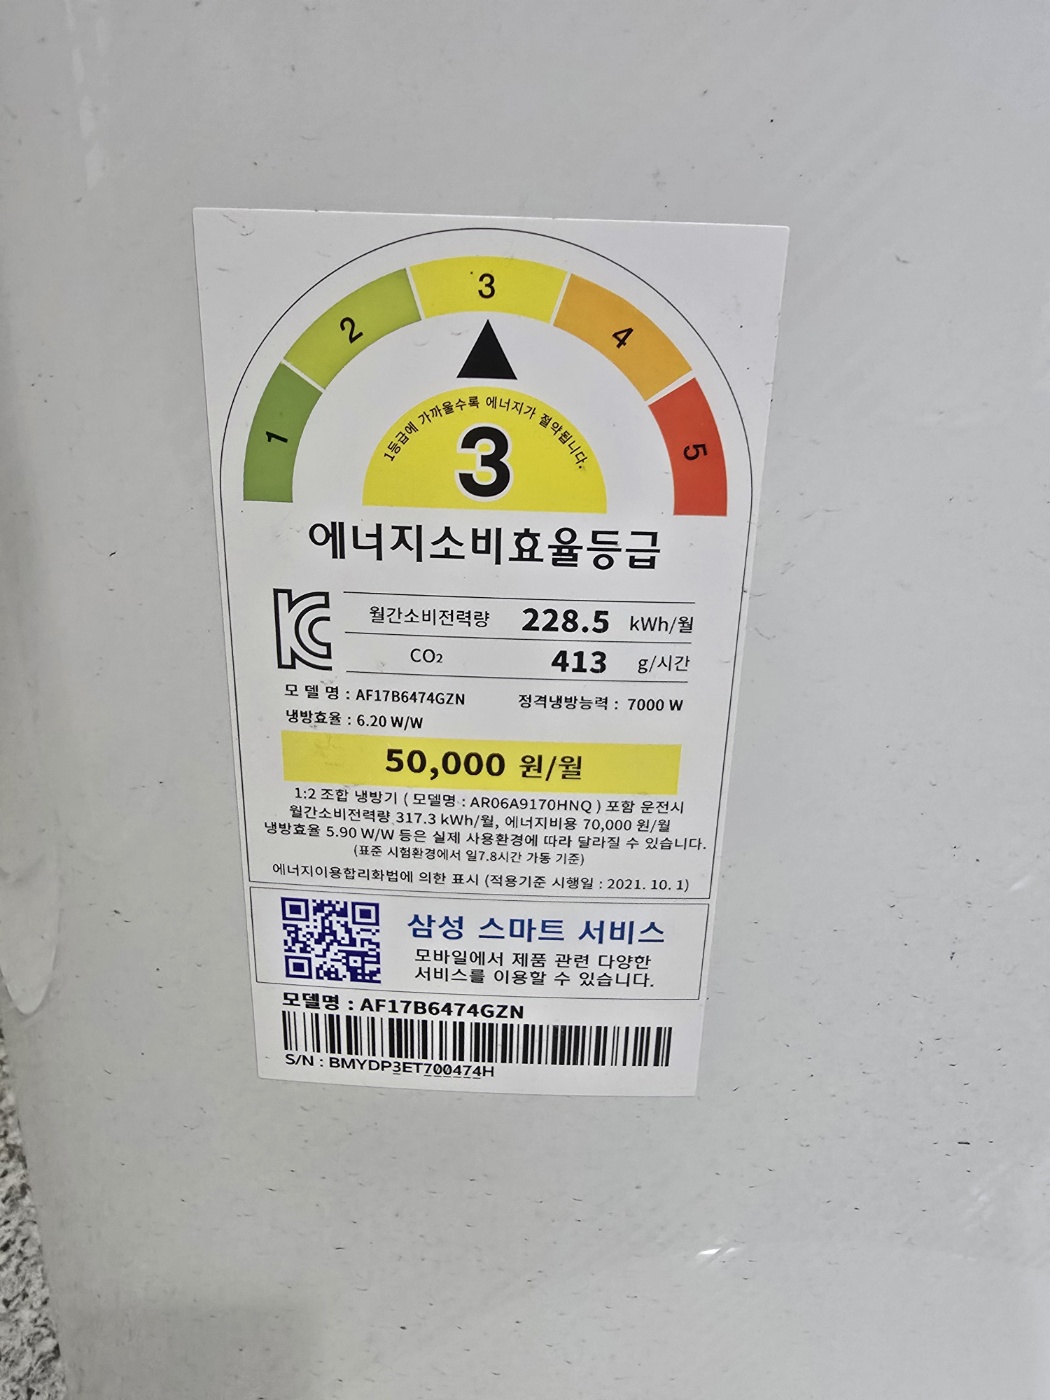 1
2
3
4
5
1등급에 가까울수록 에너지가 절약됩니다.
3
에너지소비효율등급
월간소비전력량 228.5 kWh/월
CO₂ 413 g/시간
모 델 명 : AF17B6474GZN 정격냉방능력 : 7000 W
냉방효율 : 6.20 W/W
50,000 원/월
1:2 조합 냉방기 ( 모델명 : AR06A9170HNQ ) 포함 운전시
월간소비전력량 317.3 kWh/월, 에너지비용 70,000 원/월
냉방효율 5.90 W/W 등은 실제 사용환경에 따라 달라질 수 있습니다.
(표준 시험환경에서 일7.8시간 가동 기준)
에너지이용합리화법에 의한 표시 (적용기준 시행일 : 2021. 10. 1)
삼성 스마트 서비스
모바일에서 제품 관련 다양한
서비스를 이용할 수 있습니다.
모델명 : AF17B6474GZN
S/N : BMYDP3ET700474H